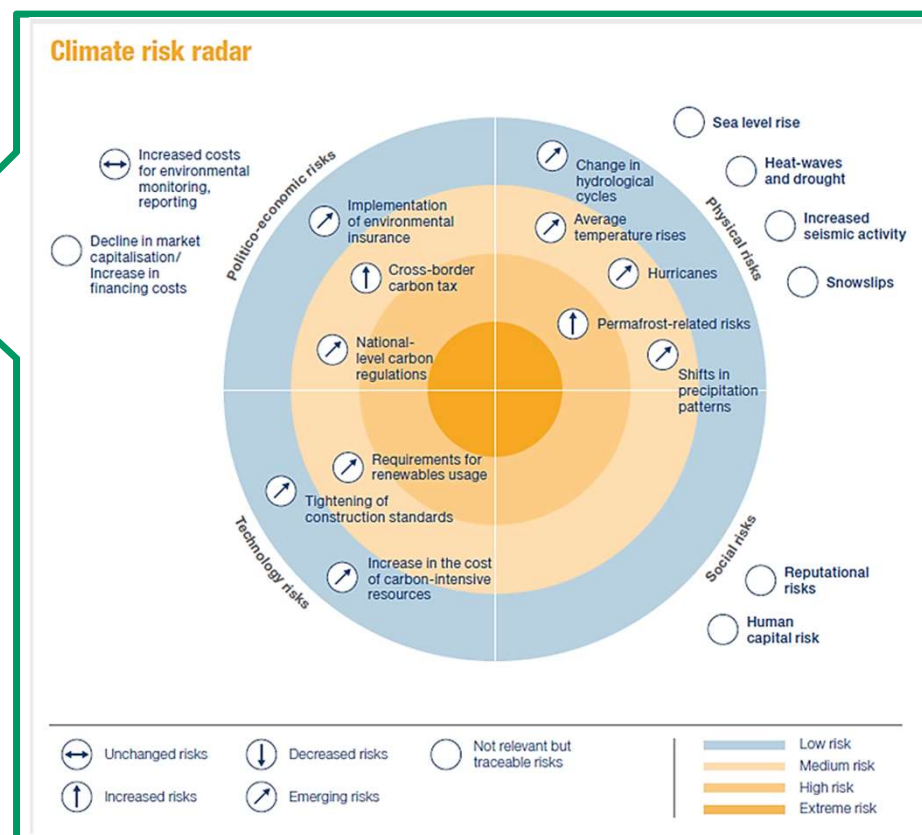 Climate risk radar
Increased costs
for environmental
monitoring,
reporting
Decline in market
capitalisation/
Increase in
financing costs
Politico-economic risks
Implementation
of environmental
insurance
Cross-border
carbon tax
National-
level carbon
regulations
Change in
hydrological
cycles
Average
temperature rises
Hurricanes
Permafrost-related risks
Shifts in
precipitation
patterns
Physical risks
Sea level rise
Heat-waves
and drought
Increased
seismic activity
Snowslips
Requirements for
renewables usage
Tightening of
construction standards
Increase in the cost
of carbon-intensive
resources
Technology risks
Social risks
Reputational
risks
Human
capital risk
Unchanged risks
Increased risks
Decreased risks
Emerging risks
Not relevant but
traceable risks
Low risk
Medium risk
High risk
Extreme risk